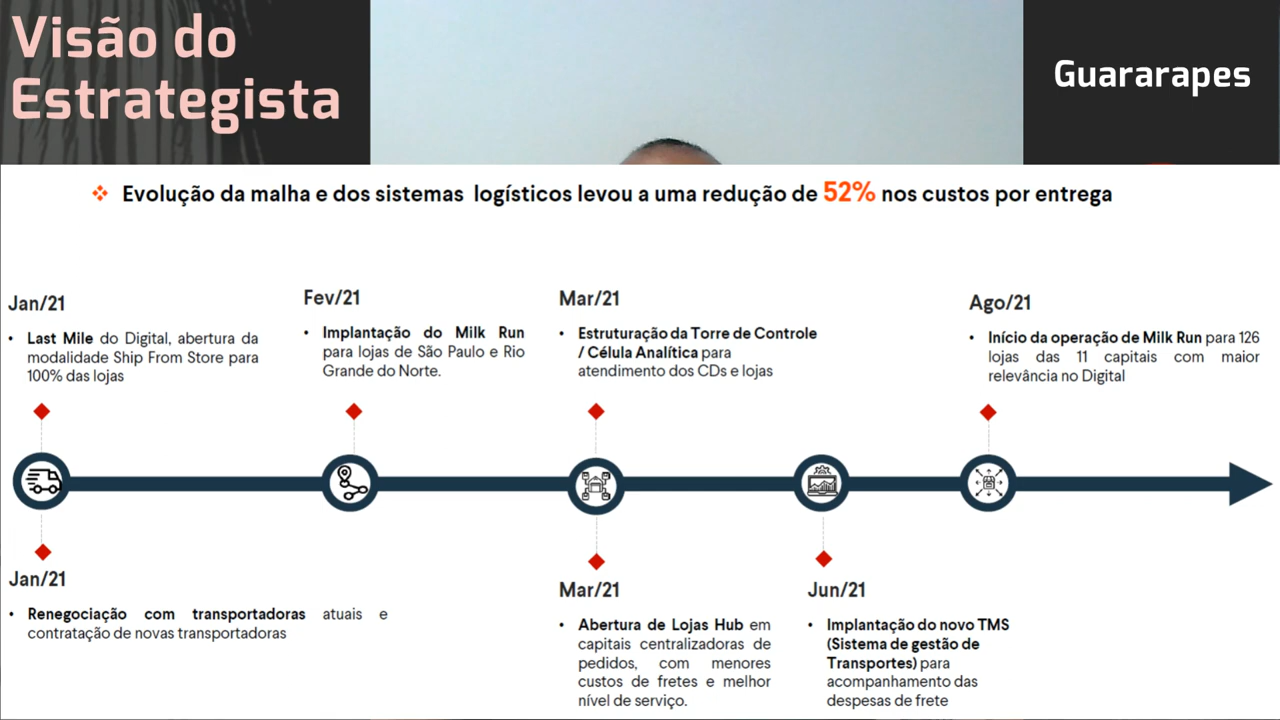 Visão do
Estrategista
Guararapes
❖ Evolução da malha e dos sistemas logísticos levou a uma redução de 52% nos custos por entrega
Jan/21
• Last Mile do Digital, abertura da
modalidade Ship From Store para
100% das lojas
Fev/21
• Implantação do Milk Run
para lojas de São Paulo e Rio
Grande do Norte.
Mar/21
• Estruturação da Torre de Controle
/ Célula Analítica para
atendimento dos CDs e lojas
Ago/21
• Início da operação de Milk Run para 126
lojas das 11 capitais com maior
relevância no Digital
Jan/21
• Renegociação com transportadoras atuais e
contratação de novas transportadoras
Mar/21
• Abertura de Lojas Hub em
capitais centralizadoras de
pedidos, com menores
custos de fretes e melhor
nível de serviço.
Jun/21
• Implantação do novo TMS
(Sistema de gestão de
Transportes) para
acompanhamento das
despesas de frete